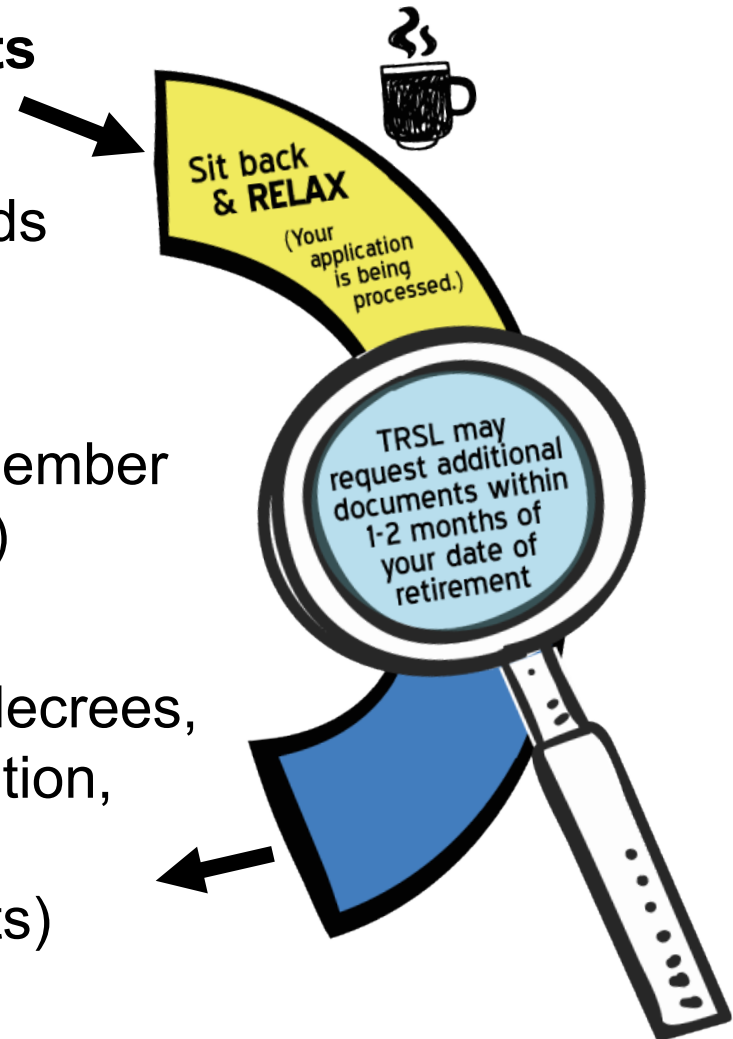 ts
Sit back
& RELAX
(Your
application
is being
processed.)
ds
ember
)
TRSL may
request additional
documents within
1-2 months of
your date of
retirement
decrees,
tion,
ts)